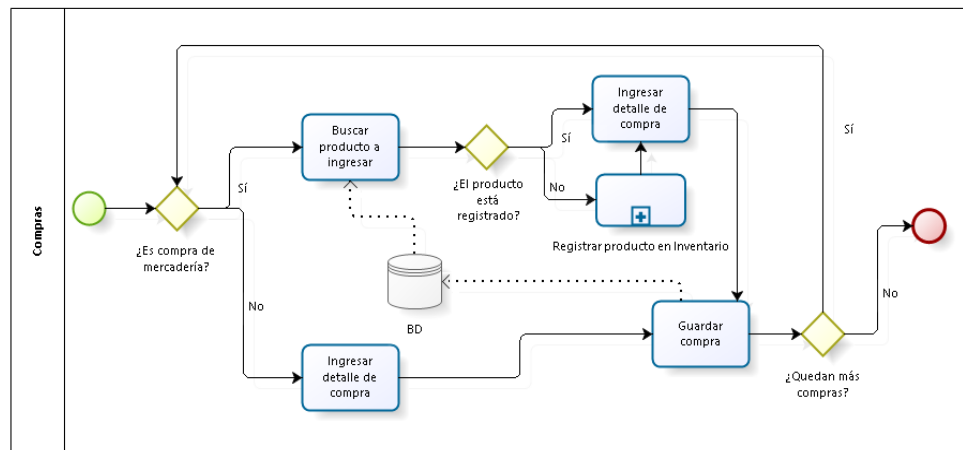 Compras
¿Es compra de
mercadería?
Sí
No
Buscar
producto a
ingresar
¿El producto
está
registrado?
Sí
No
Ingresar
detalle de
compra
Registrar producto en Inventario
BD
Ingresar
detalle de
compra
Guardar
compra
¿Quedan más
compras?
Sí
No